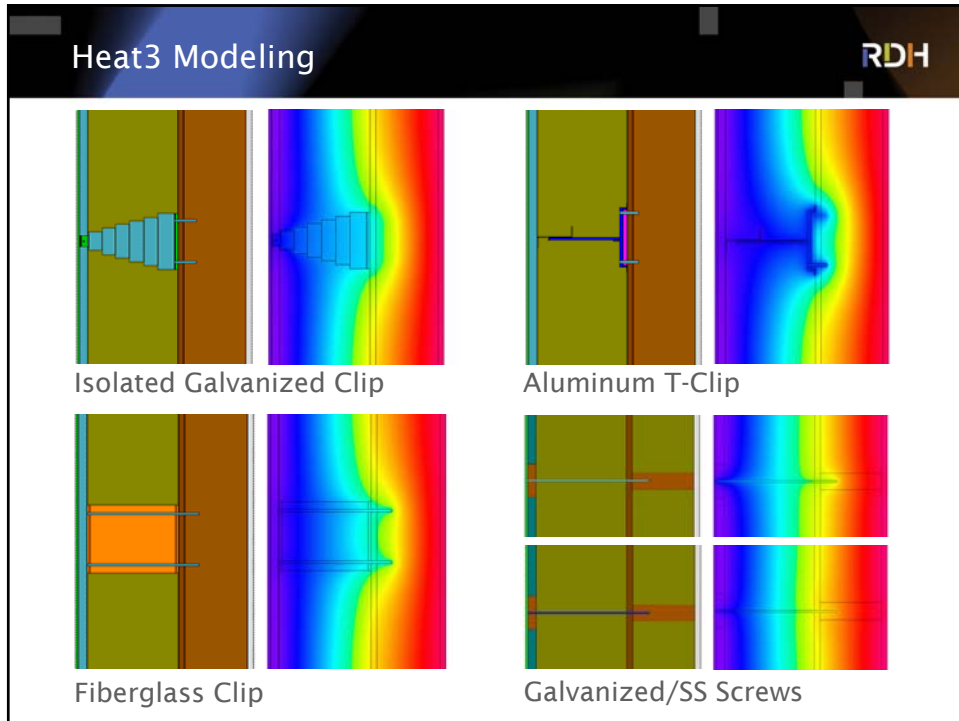 Heat3 Modeling
RDH
Isolated Galvanized Clip
Aluminum T-Clip
Fiberglass Clip
Galvanized/SS Screws